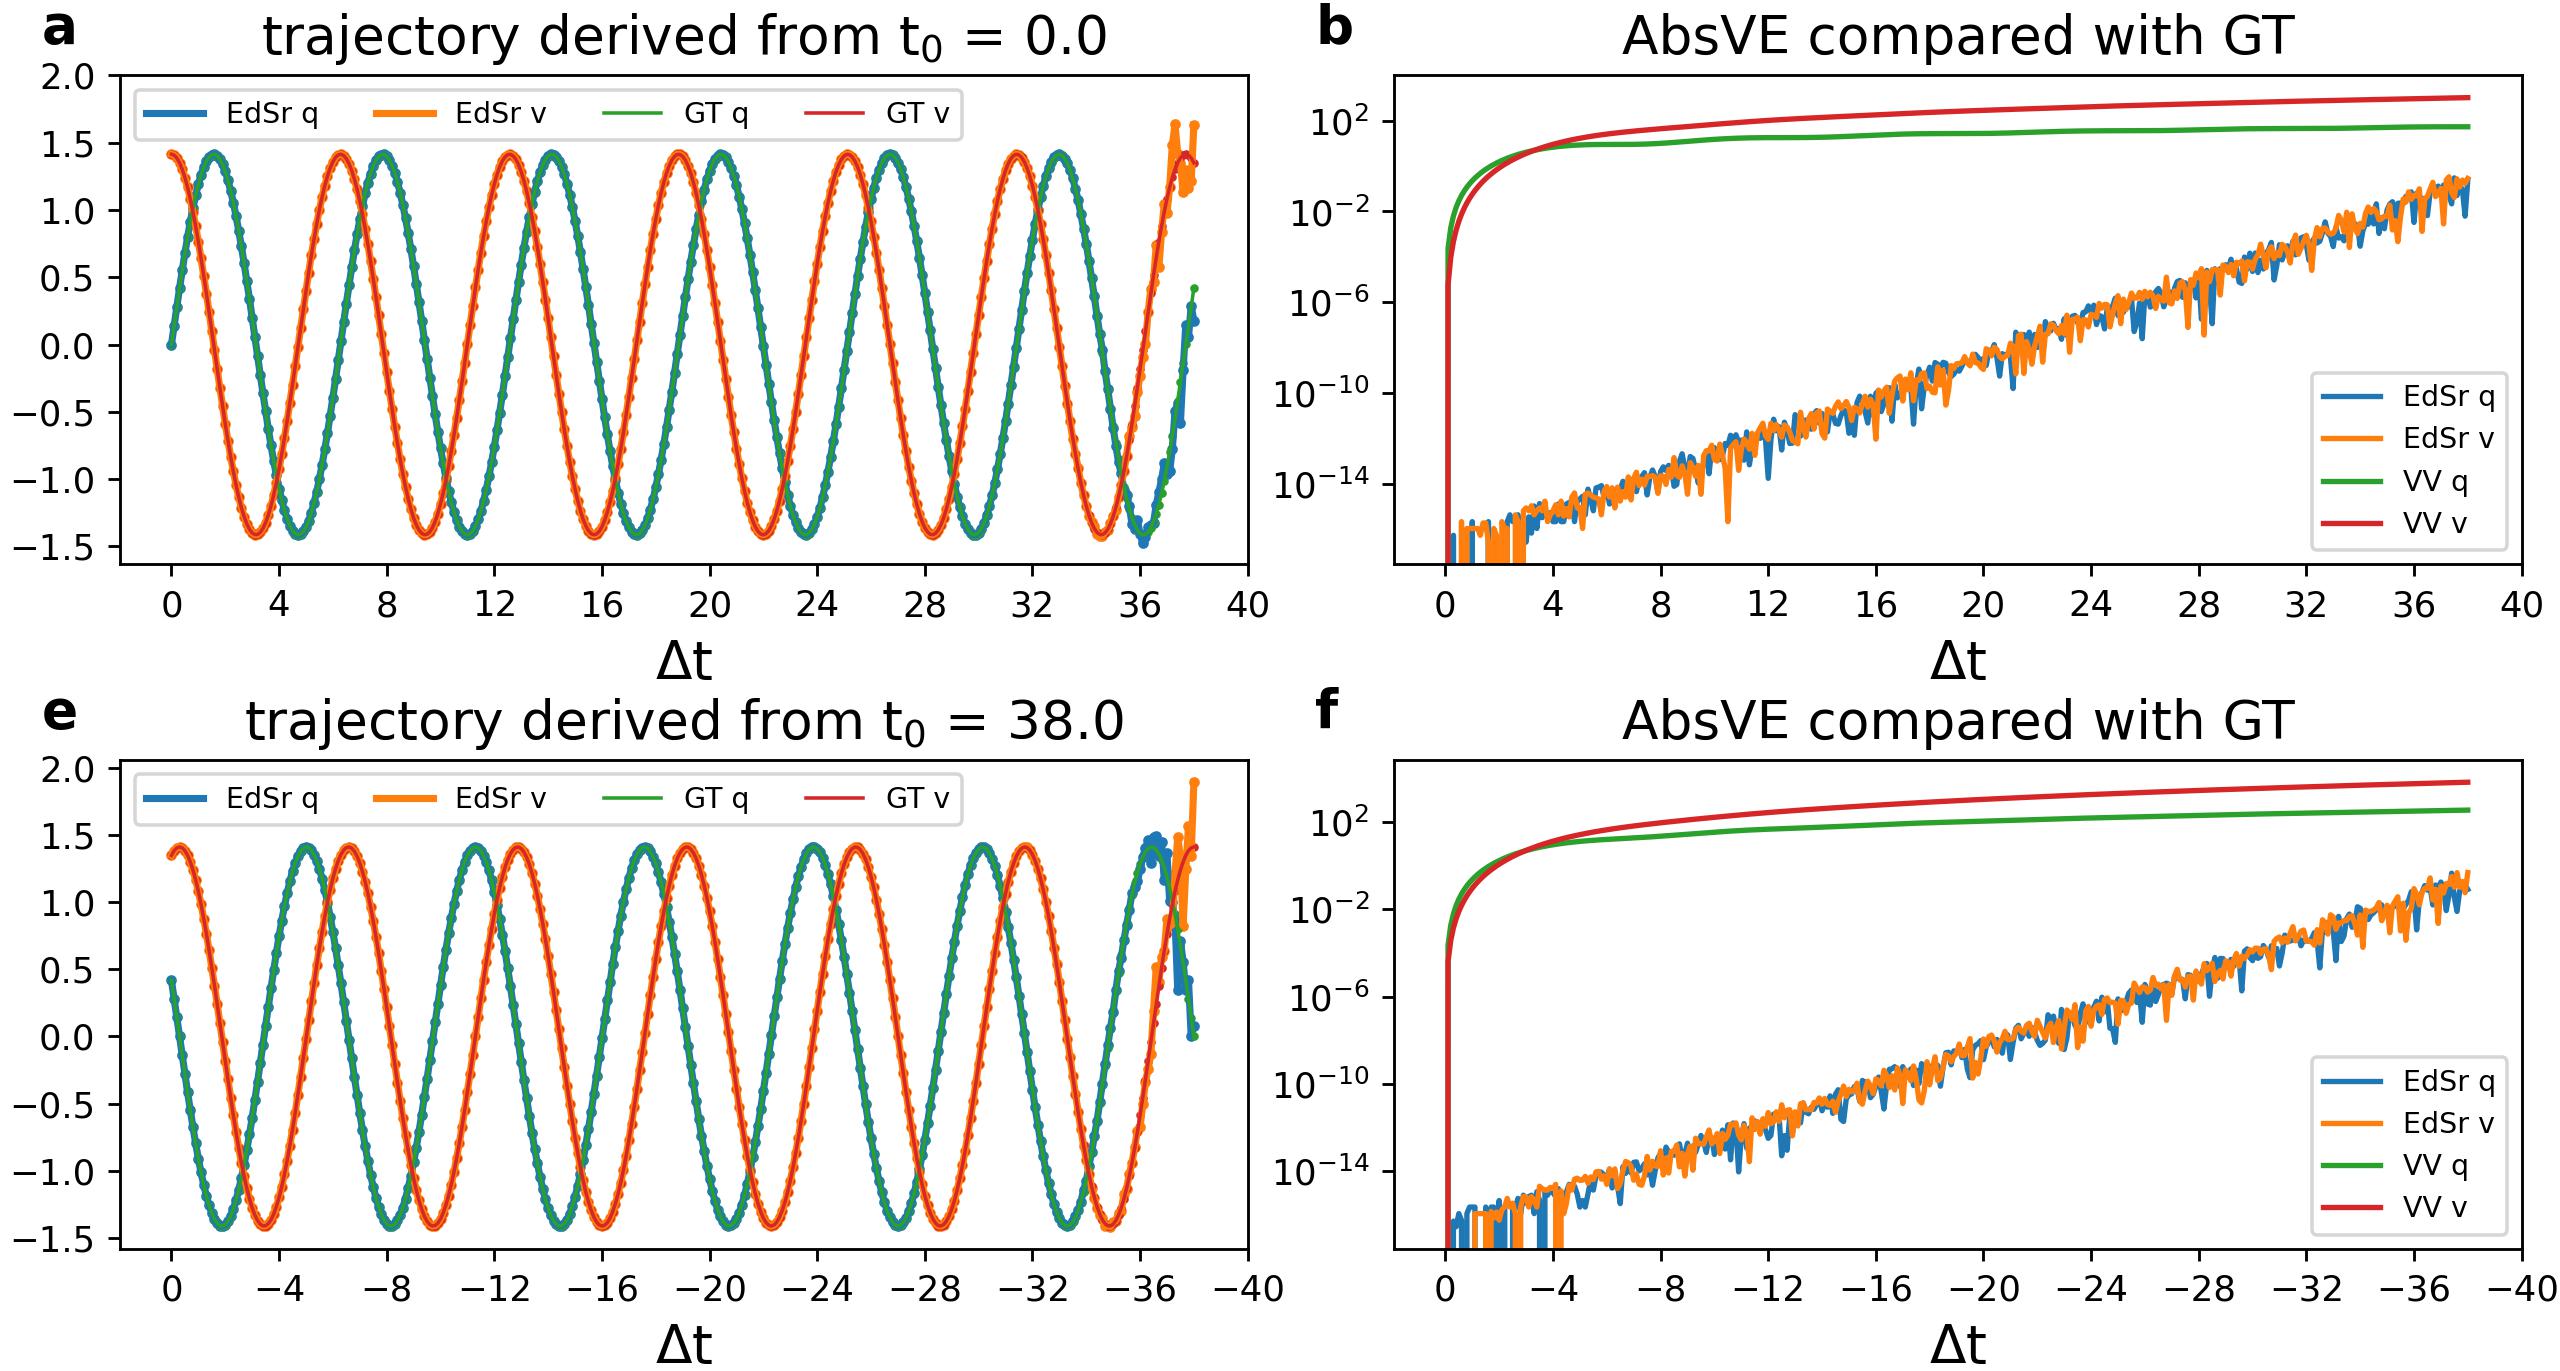 a
trajectory derived from t₀ = 0.0
2.0
1.5
1.0
0.5
0.0
−0.5
−1.0
−1.5
EdSr q EdSr v GT q GT v
0 4 8 12 16 20 24 28 32 36 40
Δt
b
AbsVE compared with GT
10²
10⁻²
10⁻⁶
10⁻¹⁰
10⁻¹⁴
EdSr q
EdSr v
VV q
VV v
0 4 8 12 16 20 24 28 32 36 40
Δt
e
trajectory derived from t₀ = 38.0
2.0
1.5
1.0
0.5
0.0
−0.5
−1.0
−1.5
EdSr q EdSr v GT q GT v
0 −4 −8 −12 −16 −20 −24 −28 −32 −36 −40
Δt
f
AbsVE compared with GT
10²
10⁻²
10⁻⁶
10⁻¹⁰
10⁻¹⁴
EdSr q
EdSr v
VV q
VV v
0 −4 −8 −12 −16 −20 −24 −28 −32 −36 −40
Δt